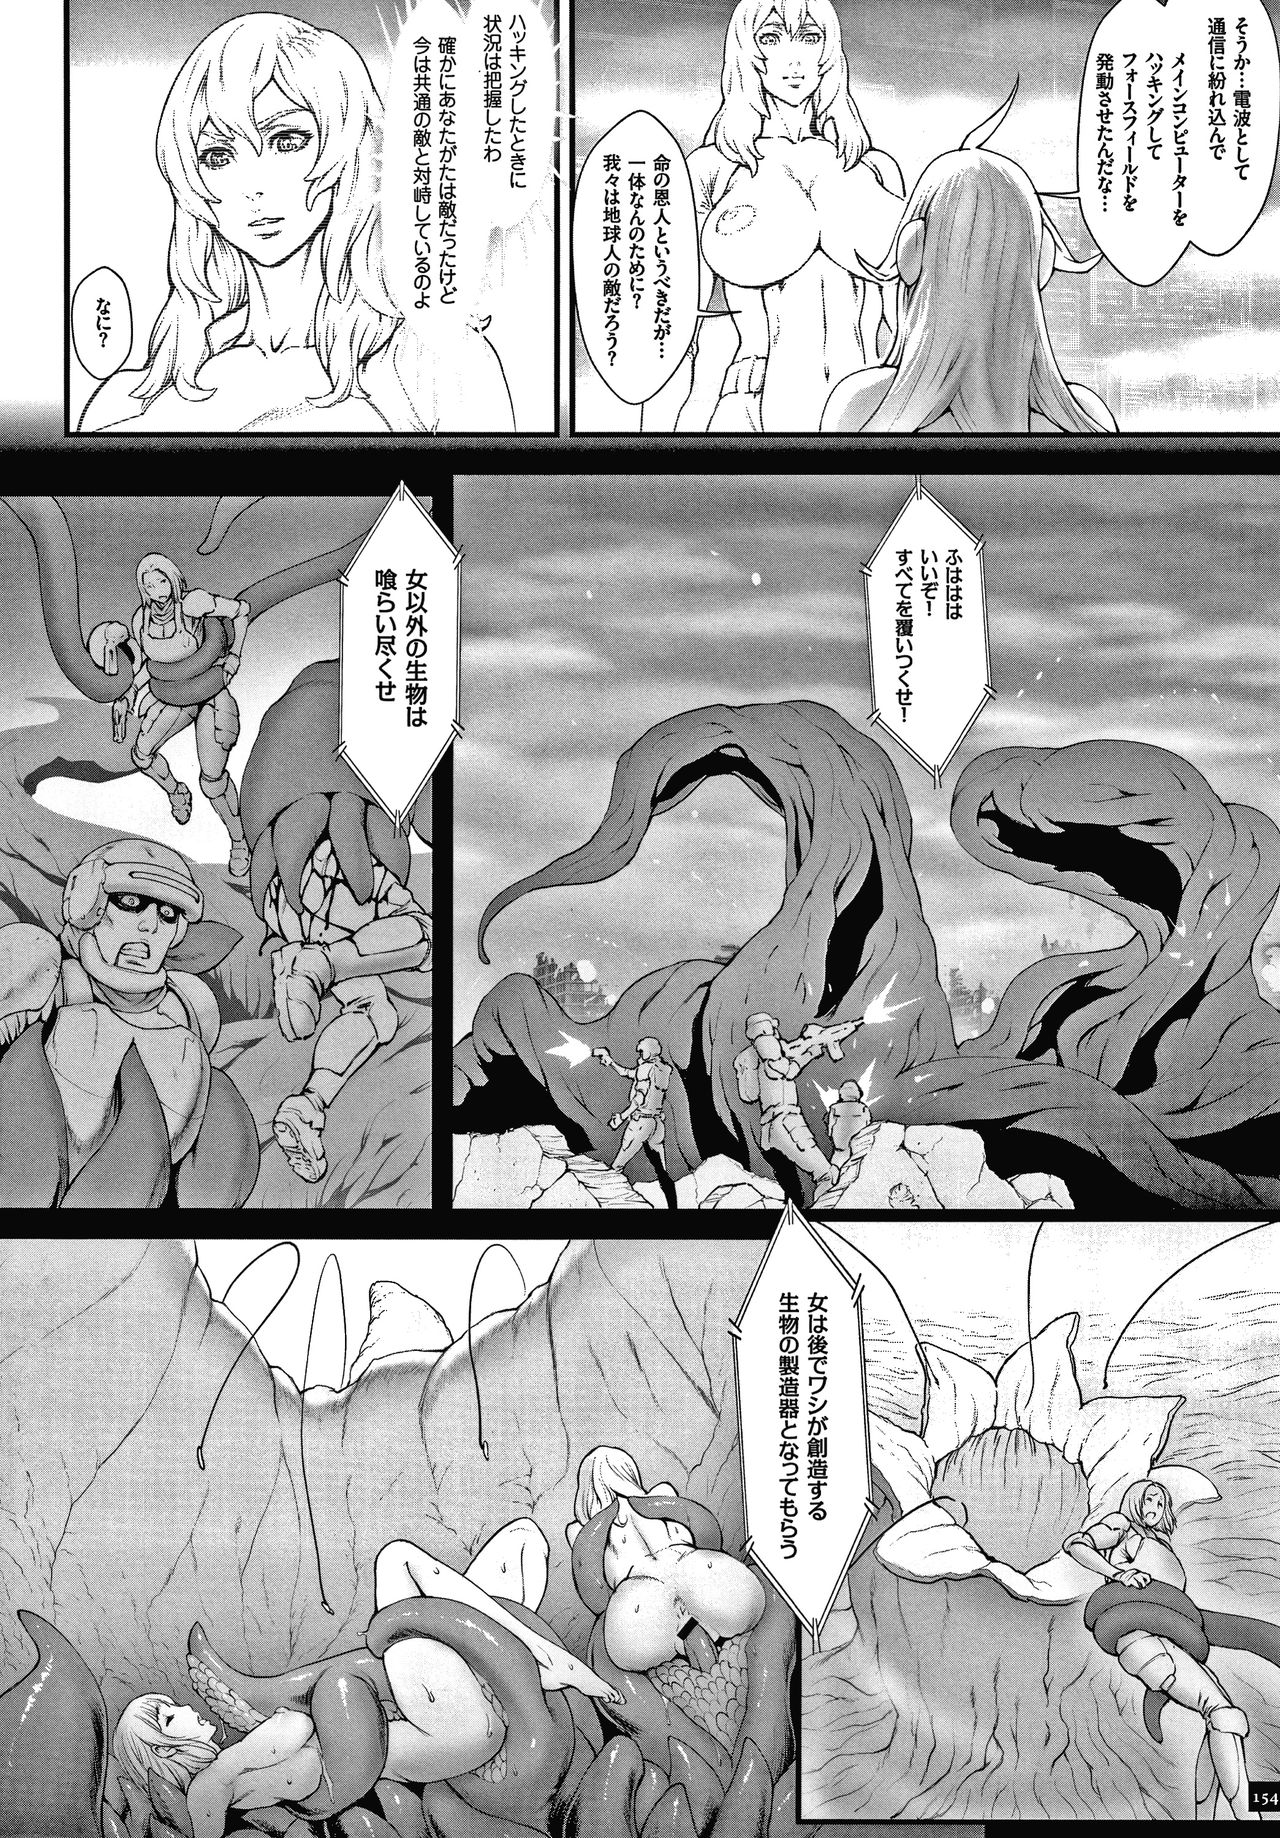 そうか…電波として
通信に紛れ込んで
メインコンピューターを
ハッキングして
フォースフィールドを
発動させたんだな…
命の恩人というべきだが…
一体なんのために？
我々は地球人の敵だろう？
ハッキングしたときに
状況は把握したわ
確かにあなたがたは敵だったけど
今は共通の敵と対峙しているのよ
なに？
ふははは
いいぞ！
すべてを覆いつくせ！
女以外の生物は
喰らい尽くせ
女は後でワシが創造する
生物の製造器となってもらう
154